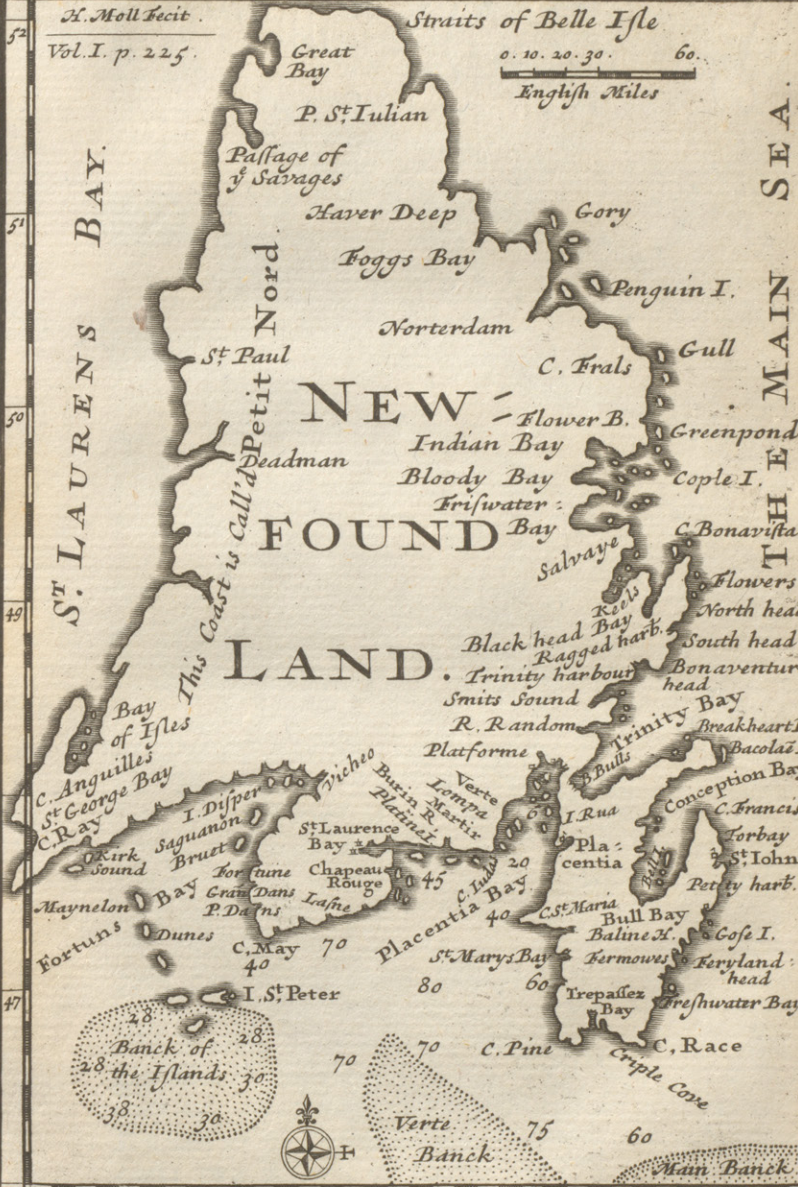 H. Moll Fecit.
Vol. I. p. 225.
Straits of Belle Iſle
0. 10. 20. 30. 60.
Engliſh Miles
52
51
50
49
47
St. LAURENS BAY.
THE MAIN SEA.
Great
Bay
P. St. Iulian
Paſſage of
ye Savages
Haver Deep
Gory
Foggs Bay
Penguin I.
Norterdam
St. Paul
Gull
C. Frals
NEW
FOUND
LAND.
This Coast is Call'd Petit Nord.
Flower B.
Greenpond
Indian Bay
Deadman
Bloody Bay
Cople I.
Friſwater
Bay
C. Bonavista
Salvaye
Flowers
Keels
North hea
Black head Bay
Ragged harb.
South head
Trinity harbour
Bonaventur
head
Smits Sound
R. Random
Trinity Bay
Breakheart
Platforme
Bacola
B. Bulls
Conception Ba
Bay
of Iſles
C. Anguilles
St George Bay
C. Ray
Kirk
Sound
I. Diſper
Saguanon
Bruet
Vicheo
Burin R
Platine I
Martir
Lompa
Verte
I. Rua
C. Francis
Torbay
St. Iohn
Petty harb.
Bell I.
Pla=
centia
20
St. Laurence
Bay
Chapeau
Rouge
45
C. Iudas
Fortune
Gran Dans
P. Dans
Laſne
Placentia Bay
40
C. St. Maria
Bull Bay
Baline H.
Goſe I.
Maynelon
Fortuns Bay
Dunes
C. May
70
40
St. Marys Bay
Fermowes
Feryland
head
80
60
Trepaſſez
Bay
Freshwater Bay
I. St. Peter
28
28
Banck of
the Iſlands
28
30
38
30
70
70
C. Pine
C, Race
Criple Cove
Verte
Banck
75
60
Main Banck